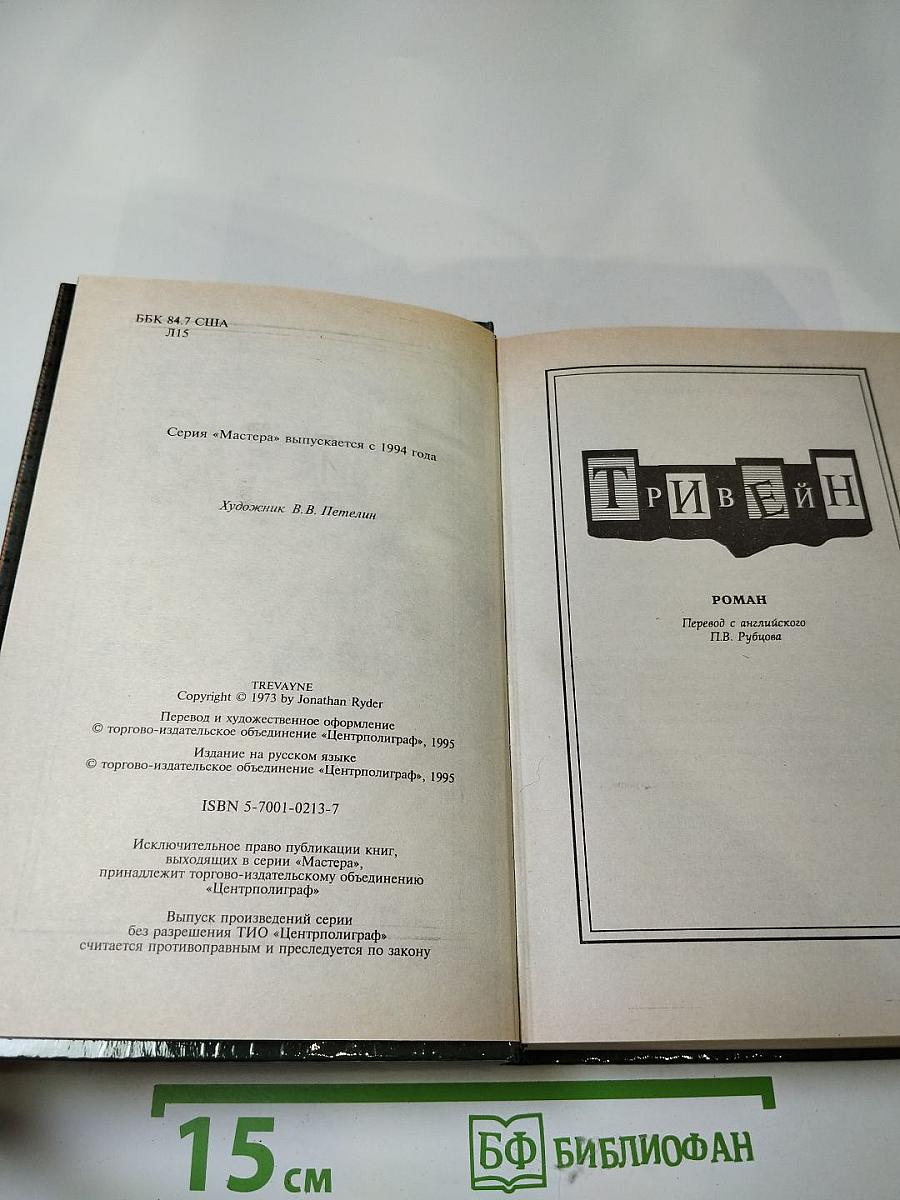 ББК 84.7 США
Л15
Серия «Мастера» выпускается с 1994 года
Художник В. В. Петелин
TREVAYNE
Copyright © 1973 by Jonathan Ryder
Перевод и художественное оформление
© торгово-издательское объединение «Центрполиграф», 1995
Издание на русском языке
© торгово-издательское объединение «Центрполиграф», 1995
ISBN 5-7001-0213-7
Исключительное право публикации книг,
выходящих в серии «Мастера»,
принадлежит торгово-издательскому объединению
«Центрполиграф»
Выпуск произведений серии
без разрешения ТИО «Центрполиграф»
считается противоправным и преследуется по закону
ТРИВЕЙН
РОМАН
Перевод с английского
П.В. Рубцова
15 см
БФ БИБЛИОФАН